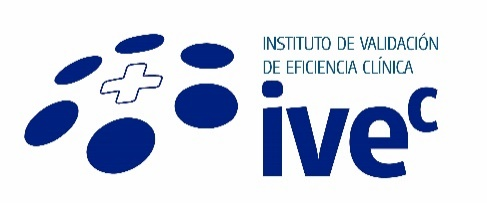 INSTITUTO DE VALIDACIÓN
DE EFICIENCIA CLÍNICA
ivec